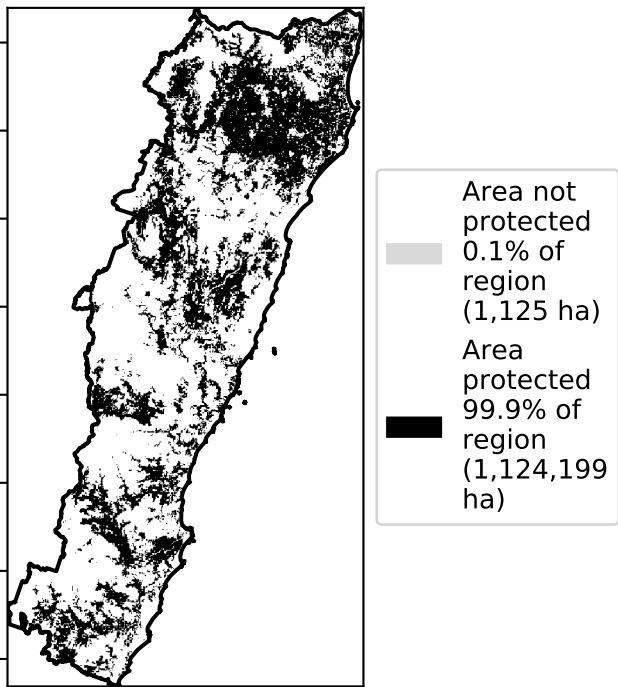 Area not
protected
0.1% of
region
(1,125 ha)
Area
protected
99.9% of
region
(1,124,199
ha)